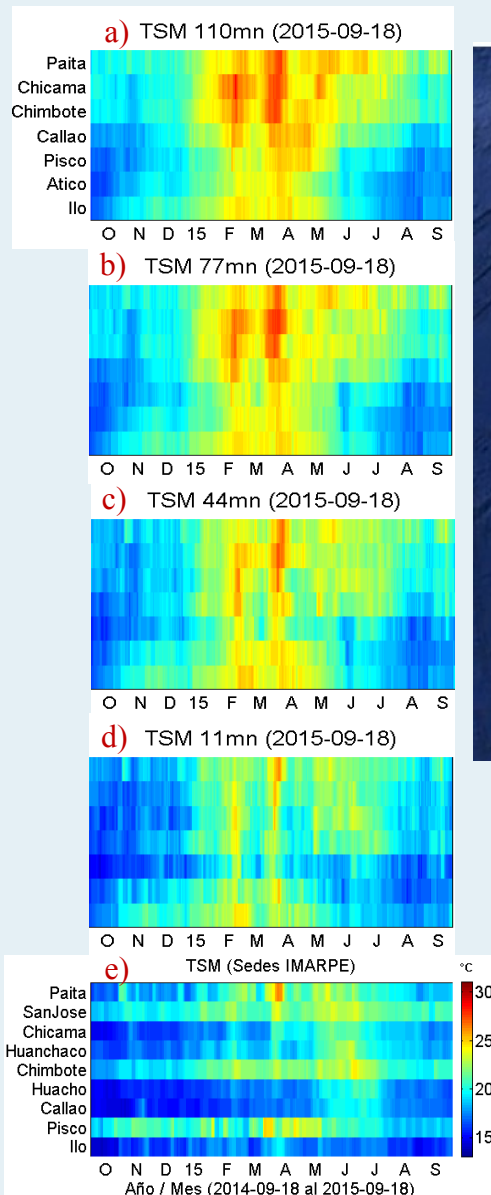 a) TSM 110mn (2015-09-18)
Paita
Chicama
Chimbote
Callao
Pisco
Atico
Ilo
O N D 15 F M A M J J A S
b) TSM 77mn (2015-09-18)
O N D 15 F M A M J J A S
c) TSM 44mn (2015-09-18)
O N D 15 F M A M J J A S
d) TSM 11mn (2015-09-18)
O N D 15 F M A M J J A S
e) TSM (Sedes IMARPE) °C
Paita
SanJose
Chicama
Huanchaco
Chimbote
Huacho
Callao
Pisco
Ilo
30
25
20
15
O N D 15 F M A M J J A S
Año / Mes (2014-09-18 al 2015-09-18)